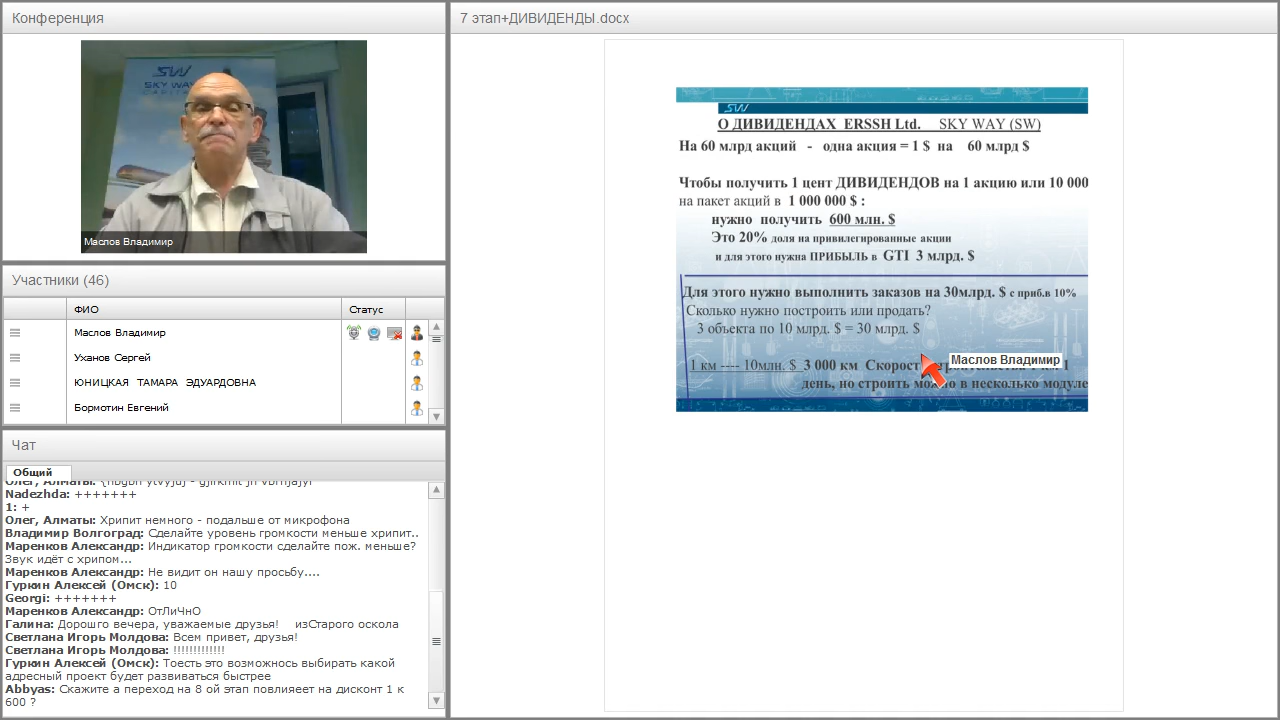 Конференция
SW
SKY WAY
CAPITAL
Маслов Владимир
Участники (46)
ФИО
Статус
Маслов Владимир
Уханов Сергей
ЮНИЦКАЯ ТАМАРА ЭДУАРДОВНА
Бормотин Евгений
Чат
Общий
Олег, Алматы:
Nadezhda: +++++++
1: +
Олег, Алматы: Хрипит немного - подальше от микрофона
Владимир Волгоград: Сделайте уровень громкости меньше хрипит..
Маренков Александр: Индикатор громкости сделайте пож. меньше?
Звук идёт с хрипом...
Маренков Александр: Не видит он нашу просьбу....
Гуркин Алексей (Омск): 10
Georgi: +++++++
Маренков Александр: ОтЛиЧнО
Галина: Дорошго вечера, уважаемые друзья! изСтарого оскола
Светлана Игорь Молдова: Всем привет, друзья!
Светлана Игорь Молдова: !!!!!!!!!!!!!
Гуркин Алексей (Омск): Тоесть это возможнось выбирать какой
адресный проект будет развиваться быстрее
Abbyas: Скажите а переход на 8 ой этап повлияеет на дисконт 1 к
600 ?
7 этап+ДИВИДЕНДЫ.docx
SW
О ДИВИДЕНДАХ ERSSH Ltd. SKY WAY (SW)
На 60 млрд акций - одна акция = 1 $ на 60 млрд $
Чтобы получить 1 цент ДИВИДЕНДОВ на 1 акцию или 10 000
на пакет акций в 1 000 000 $ :
нужно получить 600 млн. $
Это 20% доля на привилегированные акции
и для этого нужна ПРИБЫЛЬ в GTI 3 млрд. $
Для этого нужно выполнить заказов на 30млрд. $ с приб.в 10%
Сколько нужно построить или продать?
3 объекта по 10 млрд. $ = 30 млрд. $
Маслов Владимир
1 км ---- 10млн. $ 3 000 км 1
день, но строить можно в несколько модуле